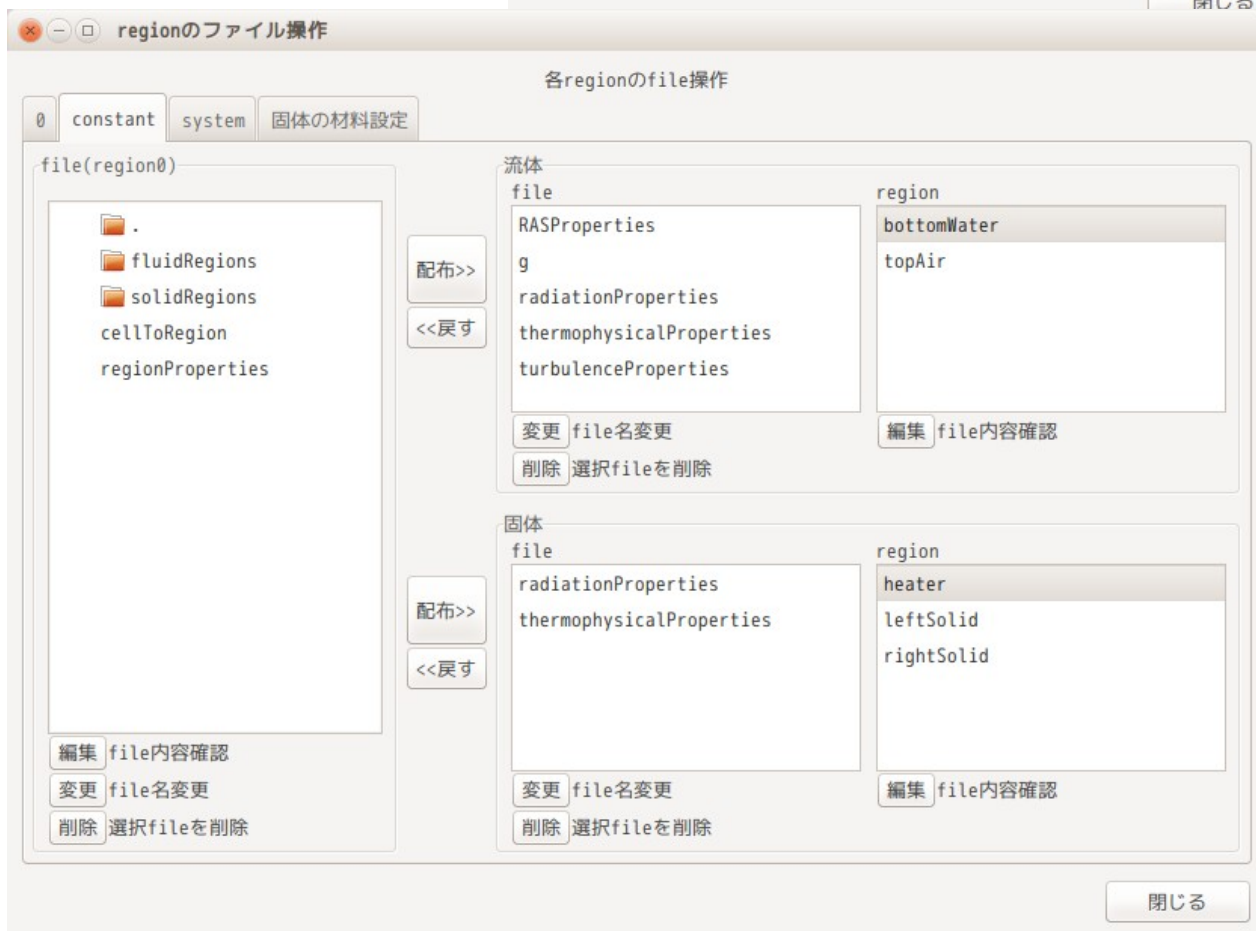 閉じる
regionのファイル操作
各regionのfile操作
0 constant system 固体の材料設定
file(region0)
.
fluidRegions
solidRegions
cellToRegion
regionProperties
編集 file内容確認
変更 file名変更
削除 選択fileを削除
配布>>
<<戻す
流体
file
RASProperties
g
radiationProperties
thermophysicalProperties
turbulenceProperties
変更 file名変更
削除 選択fileを削除
region
bottomWater
topAir
編集 file内容確認
配布>>
<<戻す
固体
file
radiationProperties
thermophysicalProperties
変更 file名変更
削除 選択fileを削除
region
heater
leftSolid
rightSolid
編集 file内容確認
閉じる